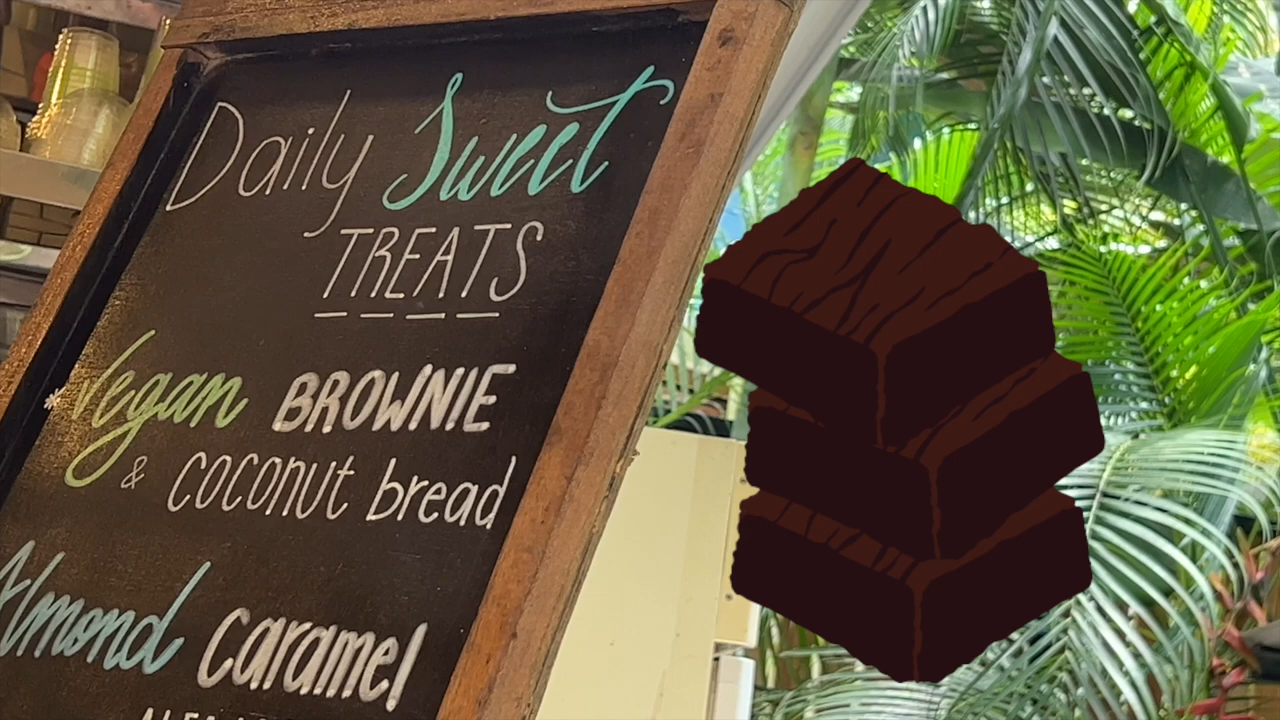 Daily Sweet
TREATS
* Vegan BROWNIE
& coconut bread
Almond Caramel